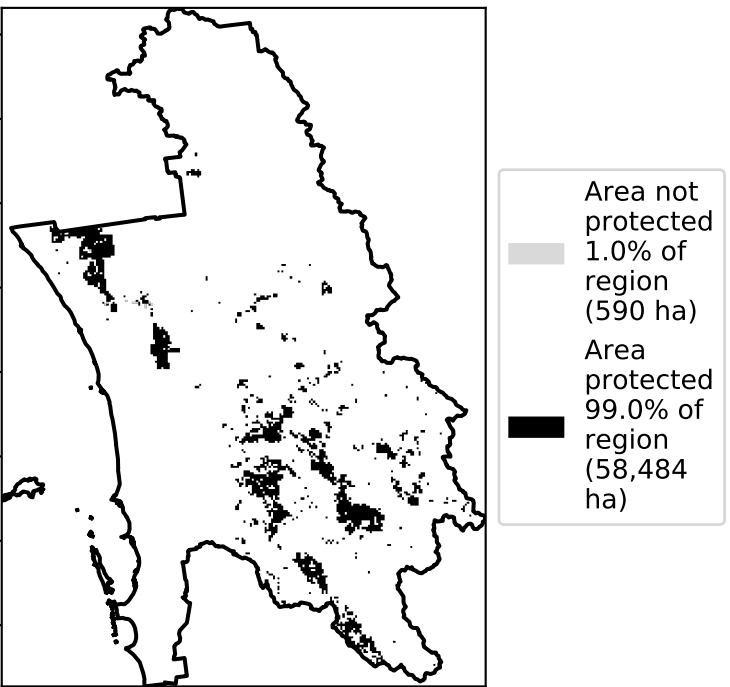 Area not
protected
1.0% of
region
(590 ha)
Area
protected
99.0% of
region
(58,484
ha)